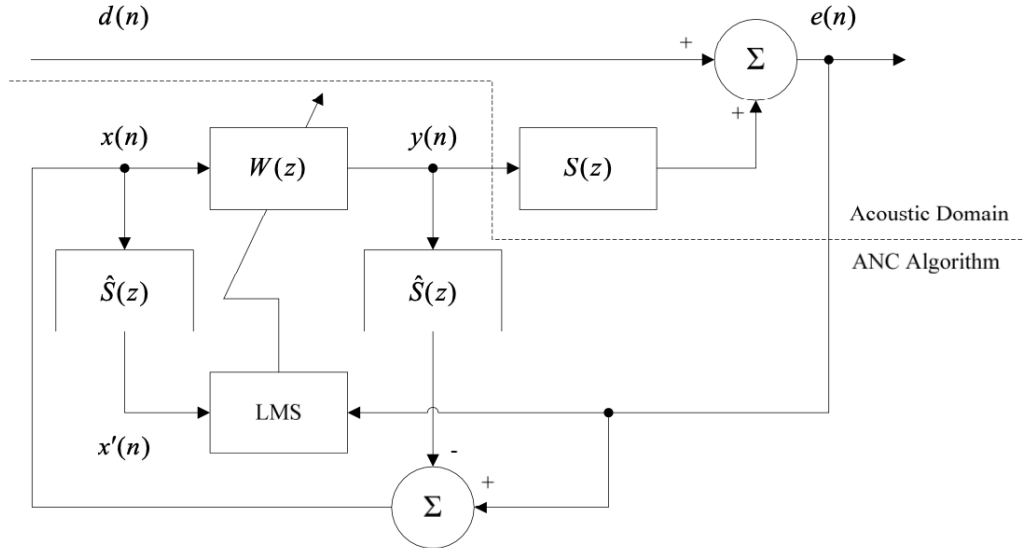 d(n)
e(n)
+
Σ
+
x(n)
y(n)
W(z)
S(z)
Acoustic Domain
ANC Algorithm
Ŝ(z)
Ŝ(z)
LMS
x′(n)
-
+
Σ